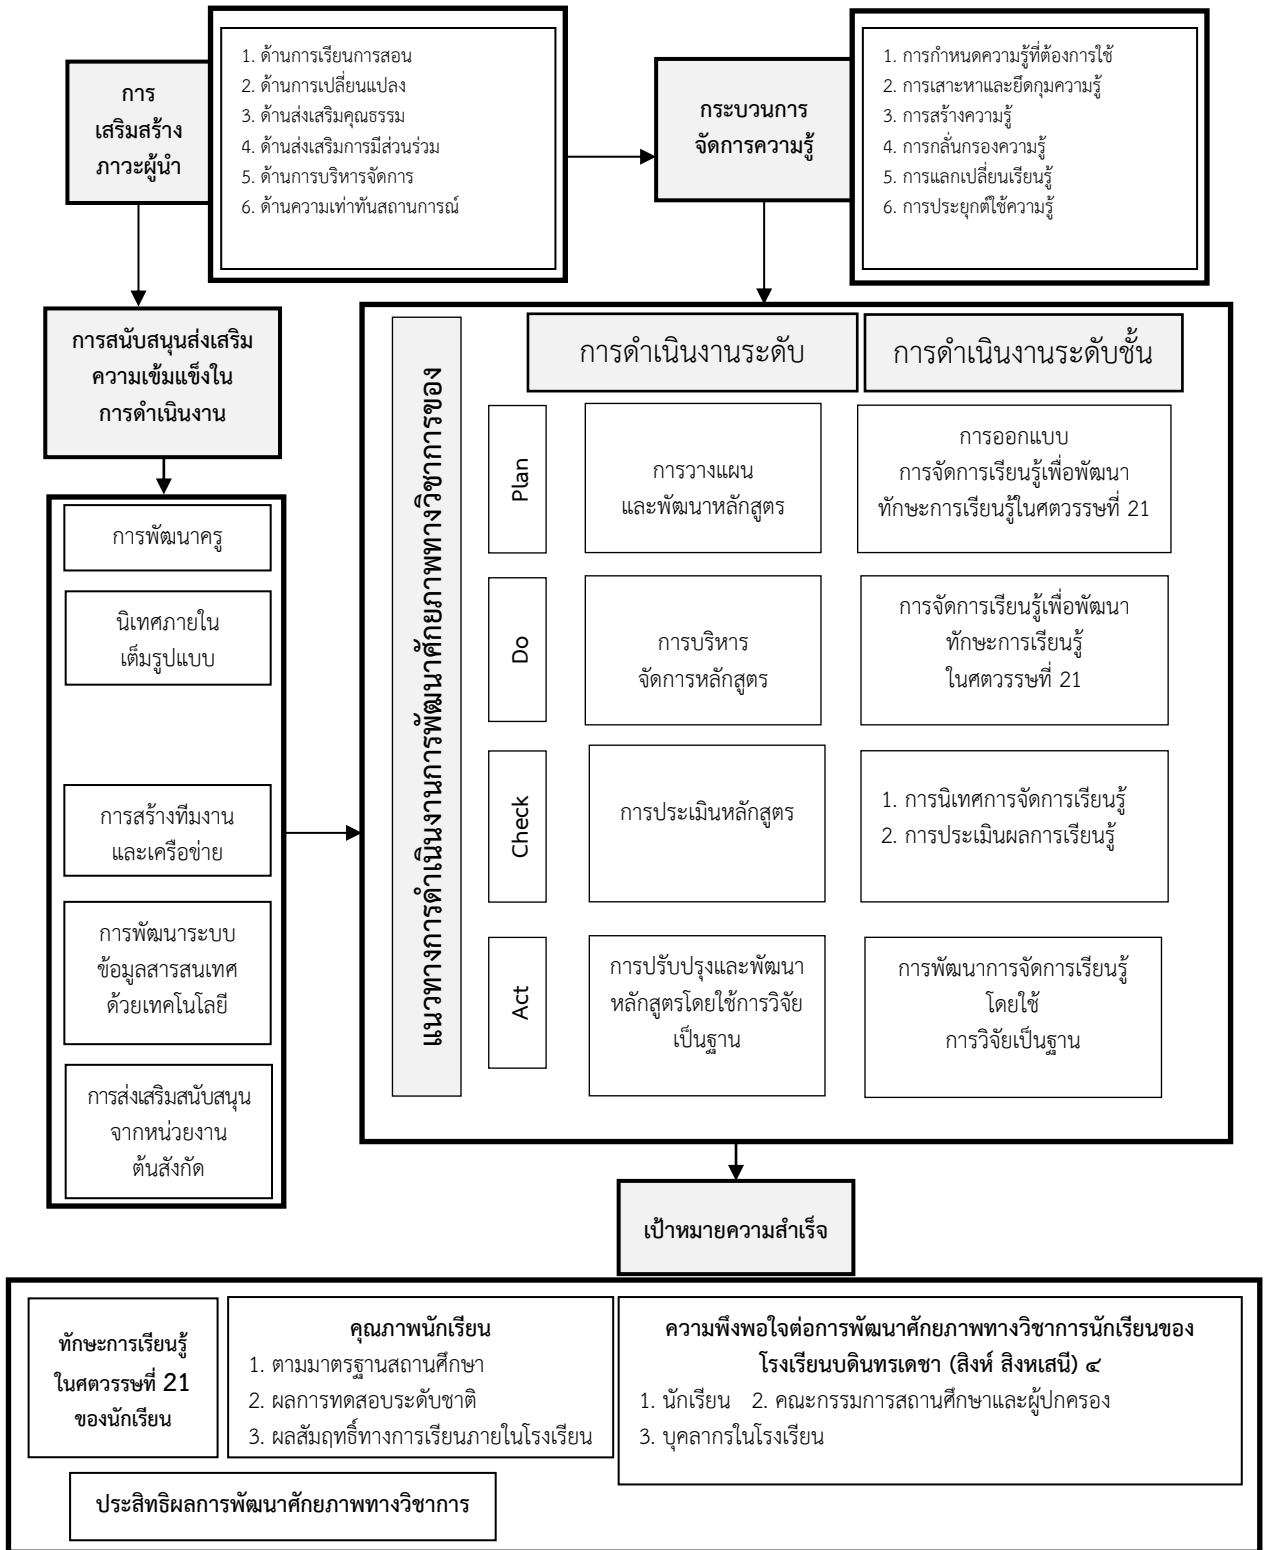 การ
เสริมสร้าง
ภาวะผู้นำ
1. ด้านการเรียนการสอน
2. ด้านการเปลี่ยนแปลง
3. ด้านส่งเสริมคุณธรรม
4. ด้านส่งเสริมการมีส่วนร่วม
5. ด้านการบริหารจัดการ
6. ด้านความเท่าทันสถานการณ์
กระบวนการ
จัดการความรู้
1. การกำหนดความรู้ที่ต้องการใช้
2. การเสาะหาและยึดกุมความรู้
3. การสร้างความรู้
4. การกลั่นกรองความรู้
5. การแลกเปลี่ยนเรียนรู้
6. การประยุกต์ใช้ความรู้
การสนับสนุนส่งเสริม
ความเข้มแข็งใน
การดำเนินงาน
การพัฒนาครู
นิเทศภายใน
เต็มรูปแบบ
การสร้างทีมงาน
และเครือข่าย
การพัฒนาระบบ
ข้อมูลสารสนเทศ
ด้วยเทคโนโลยี
การส่งเสริมสนับสนุน
จากหน่วยงาน
ต้นสังกัด
แนวทางการดำเนินงานการพัฒนาศักยภาพทางวิชาการของ
การดำเนินงานระดับ
การดำเนินงานระดับชั้น
Plan
การวางแผน
และพัฒนาหลักสูตร
การออกแบบ
การจัดการเรียนรู้เพื่อพัฒนา
ทักษะการเรียนรู้ในศตวรรษที่ 21
Do
การบริหาร
จัดการหลักสูตร
การจัดการเรียนรู้เพื่อพัฒนา
ทักษะการเรียนรู้
ในศตวรรษที่ 21
Check
การประเมินหลักสูตร
1. การนิเทศการจัดการเรียนรู้
2. การประเมินผลการเรียนรู้
Act
การปรับปรุงและพัฒนา
หลักสูตรโดยใช้การวิจัย
เป็นฐาน
การพัฒนาการจัดการเรียนรู้
โดยใช้
การวิจัยเป็นฐาน
เป้าหมายความสำเร็จ
ทักษะการเรียนรู้
ในศตวรรษที่ 21
ของนักเรียน
คุณภาพนักเรียน
1. ตามมาตรฐานสถานศึกษา
2. ผลการทดสอบระดับชาติ
3. ผลสัมฤทธิ์ทางการเรียนภายในโรงเรียน
ความพึงพอใจต่อการพัฒนาศักยภาพทางวิชาการนักเรียนของ
โรงเรียนบดินทรเดชา (สิงห์ สิงหเสนี) ๔
1. นักเรียน 2. คณะกรรมการสถานศึกษาและผู้ปกครอง
3. บุคลากรในโรงเรียน
ประสิทธิผลการพัฒนาศักยภาพทางวิชาการ